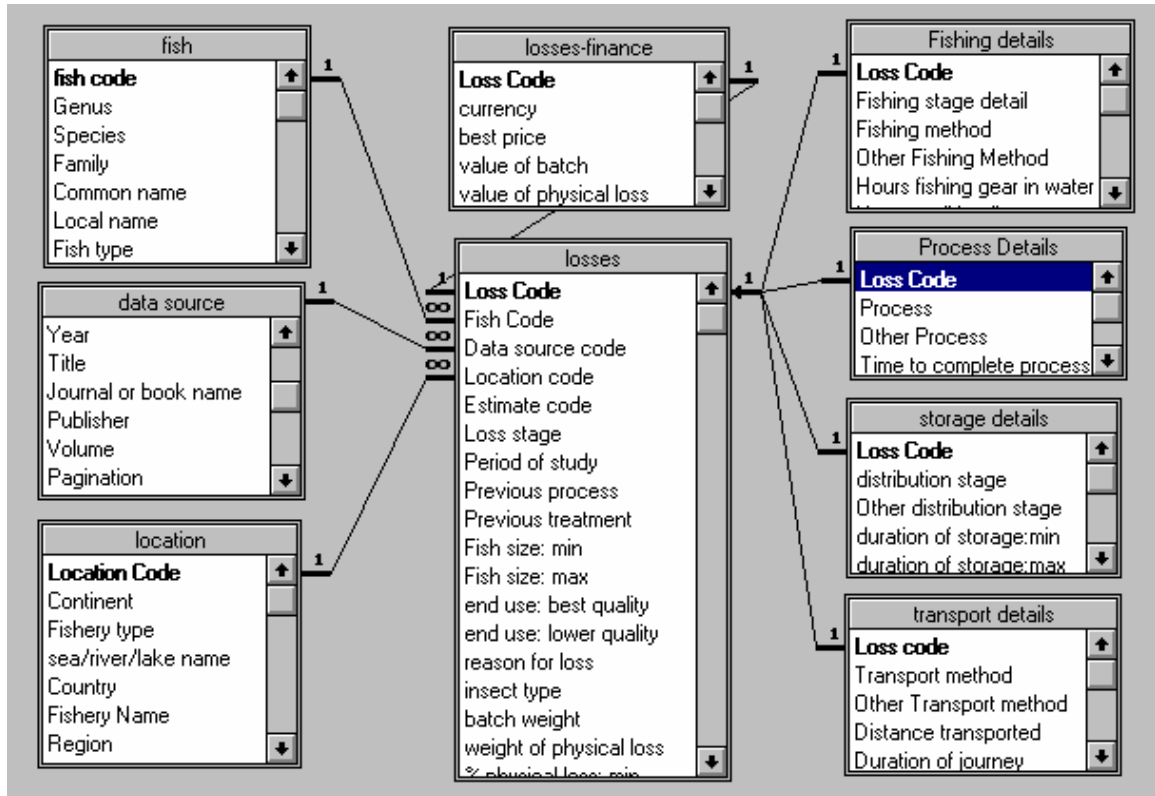 fish
fish code
Genus
Species
Family
Common name
Local name
Fish type
1
data source
Year
Title
Journal or book name
Publisher
Volume
Pagination
1
location
Location Code
Continent
Fishery type
sea/river/lake name
Country
Fishery Name
Region
1
losses-finance
Loss Code
currency
best price
value of batch
value of physical loss
1
losses
1
Loss Code
∞
Fish Code
∞
Data source code
∞
Location code
Estimate code
Loss stage
Period of study
Previous process
Previous treatment
Fish size: min
Fish size: max
end use: best quality
end use: lower quality
reason for loss
insect type
batch weight
weight of physical loss
% physical loss: min
1
Fishing details
1
Loss Code
Fishing stage detail
Fishing method
Other Fishing Method
Hours fishing gear in water
Process Details
1
Loss Code
Process
Other Process
Time to complete process
storage details
1
Loss Code
distribution stage
Other distribution stage
duration of storage:min
duration of storage:max
transport details
1
Loss code
Transport method
Other Transport method
Distance transported
Duration of journey